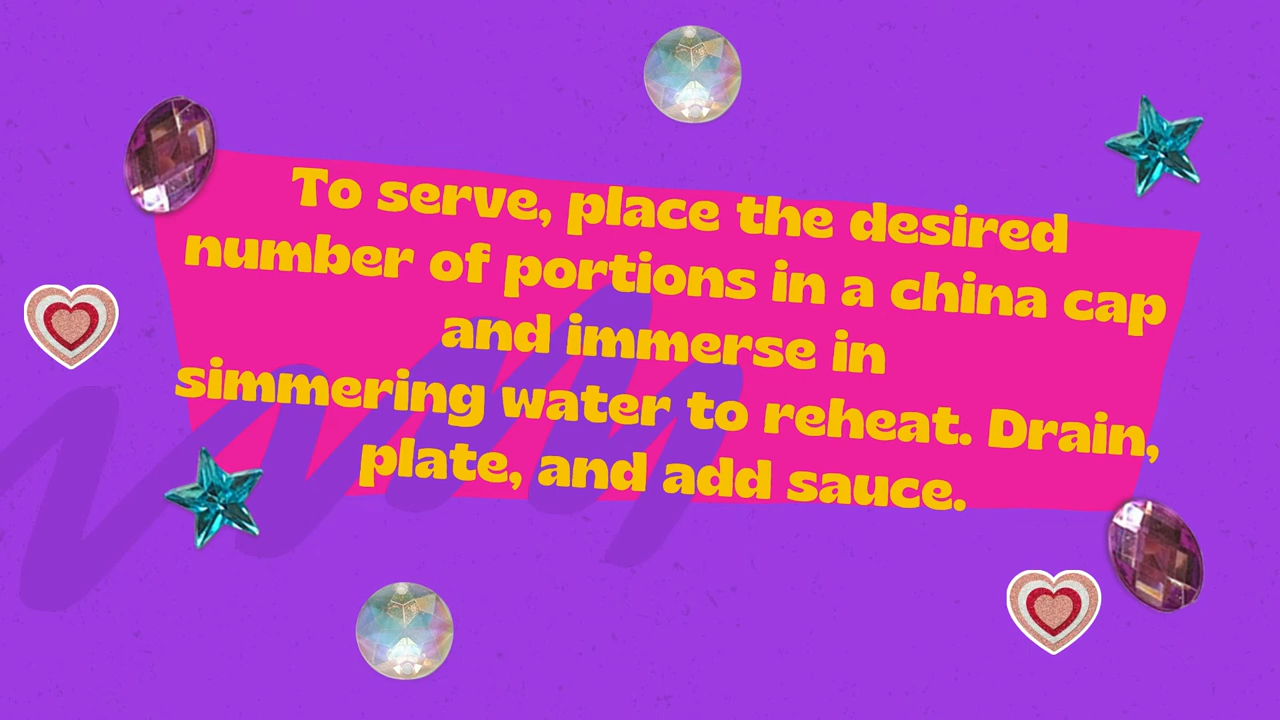 To serve, place the desired
number of portions in a china cap
and immerse in
simmering water to reheat. Drain,
plate, and add sauce.